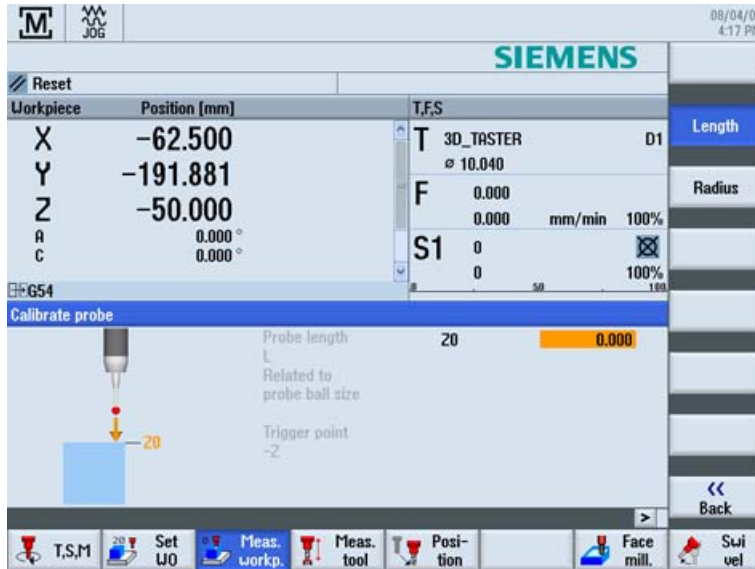 M JOG 08/04/0
4:17 PM
SIEMENS
Reset
Workpiece Position [mm] T,F,S
X -62.500 T 3D_TASTER D1
ø 10.040
Y -191.881
F 0.000
0.000 mm/min 100%
Z -50.000
A 0.000 °
C 0.000 °
S1 0
0 100%
0 50 100
G54
Length
Radius
Calibrate probe
Probe length Z0 0.000
L
Related to
probe ball size
Trigger point
-Z
Z0
<<
Back
>
T,S,M
20 Set
WO
Meas.
workp.
Meas.
tool
Posi-
tion
Face
mill.
Swi
vel